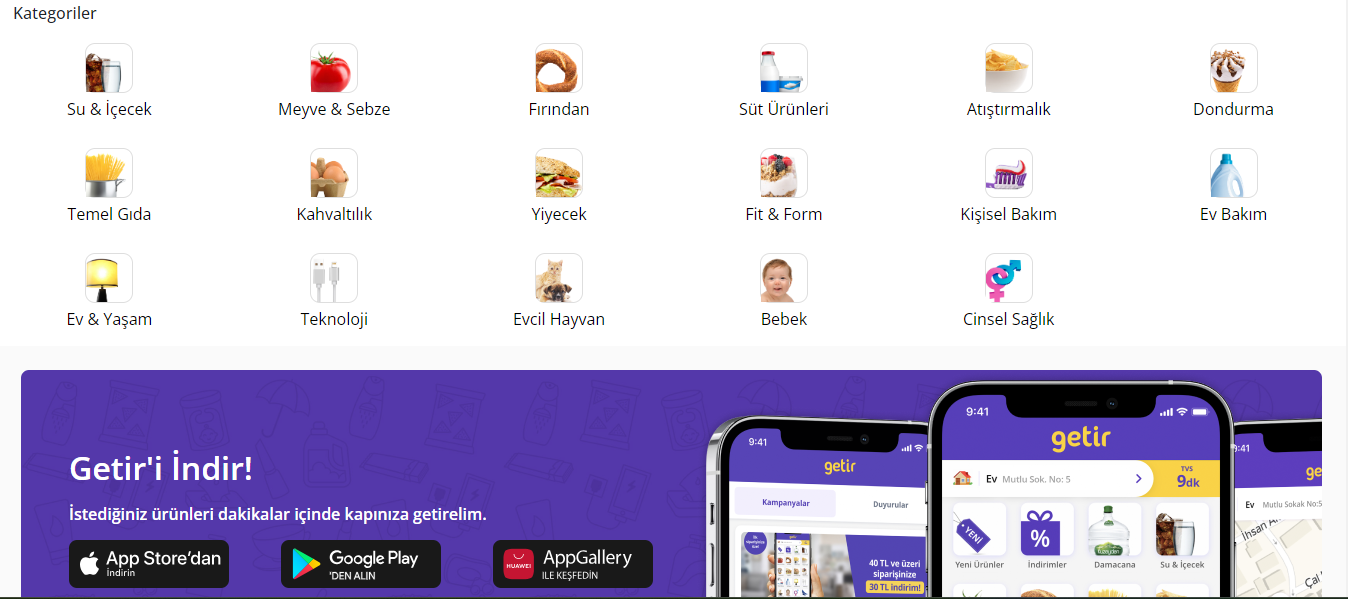 Kategoriler
Su & İçecek
Meyve & Sebze
Fırından
Süt Ürünleri
Atıştırmalık
Dondurma
Temel Gıda
Kahvaltılık
Yiyecek
Fit & Form
Kişisel Bakım
Ev Bakım
Ev & Yaşam
Teknoloji
Evcil Hayvan
Bebek
Cinsel Sağlık
Getir'i İndir!
İstediğiniz ürünleri dakikalar içinde kapınıza getirelim.
App Store’dan
İndirin
Google Play
'DEN ALIN
HUAWEI
AppGallery
ILE KEŞFEDİN
9:41
getir
Kampanyalar
Duyurular
40 TL ve üzeri
siparişinize
30 TL indirim!
9:41
getir
Ev Mutlu Sok. No: 5
TVS
9dk
YENİ
%
Yeni Ürünler
İndirimler
Damacana
Su & İçecek
9:41
ge
Ev Mutlu Sokak No:5